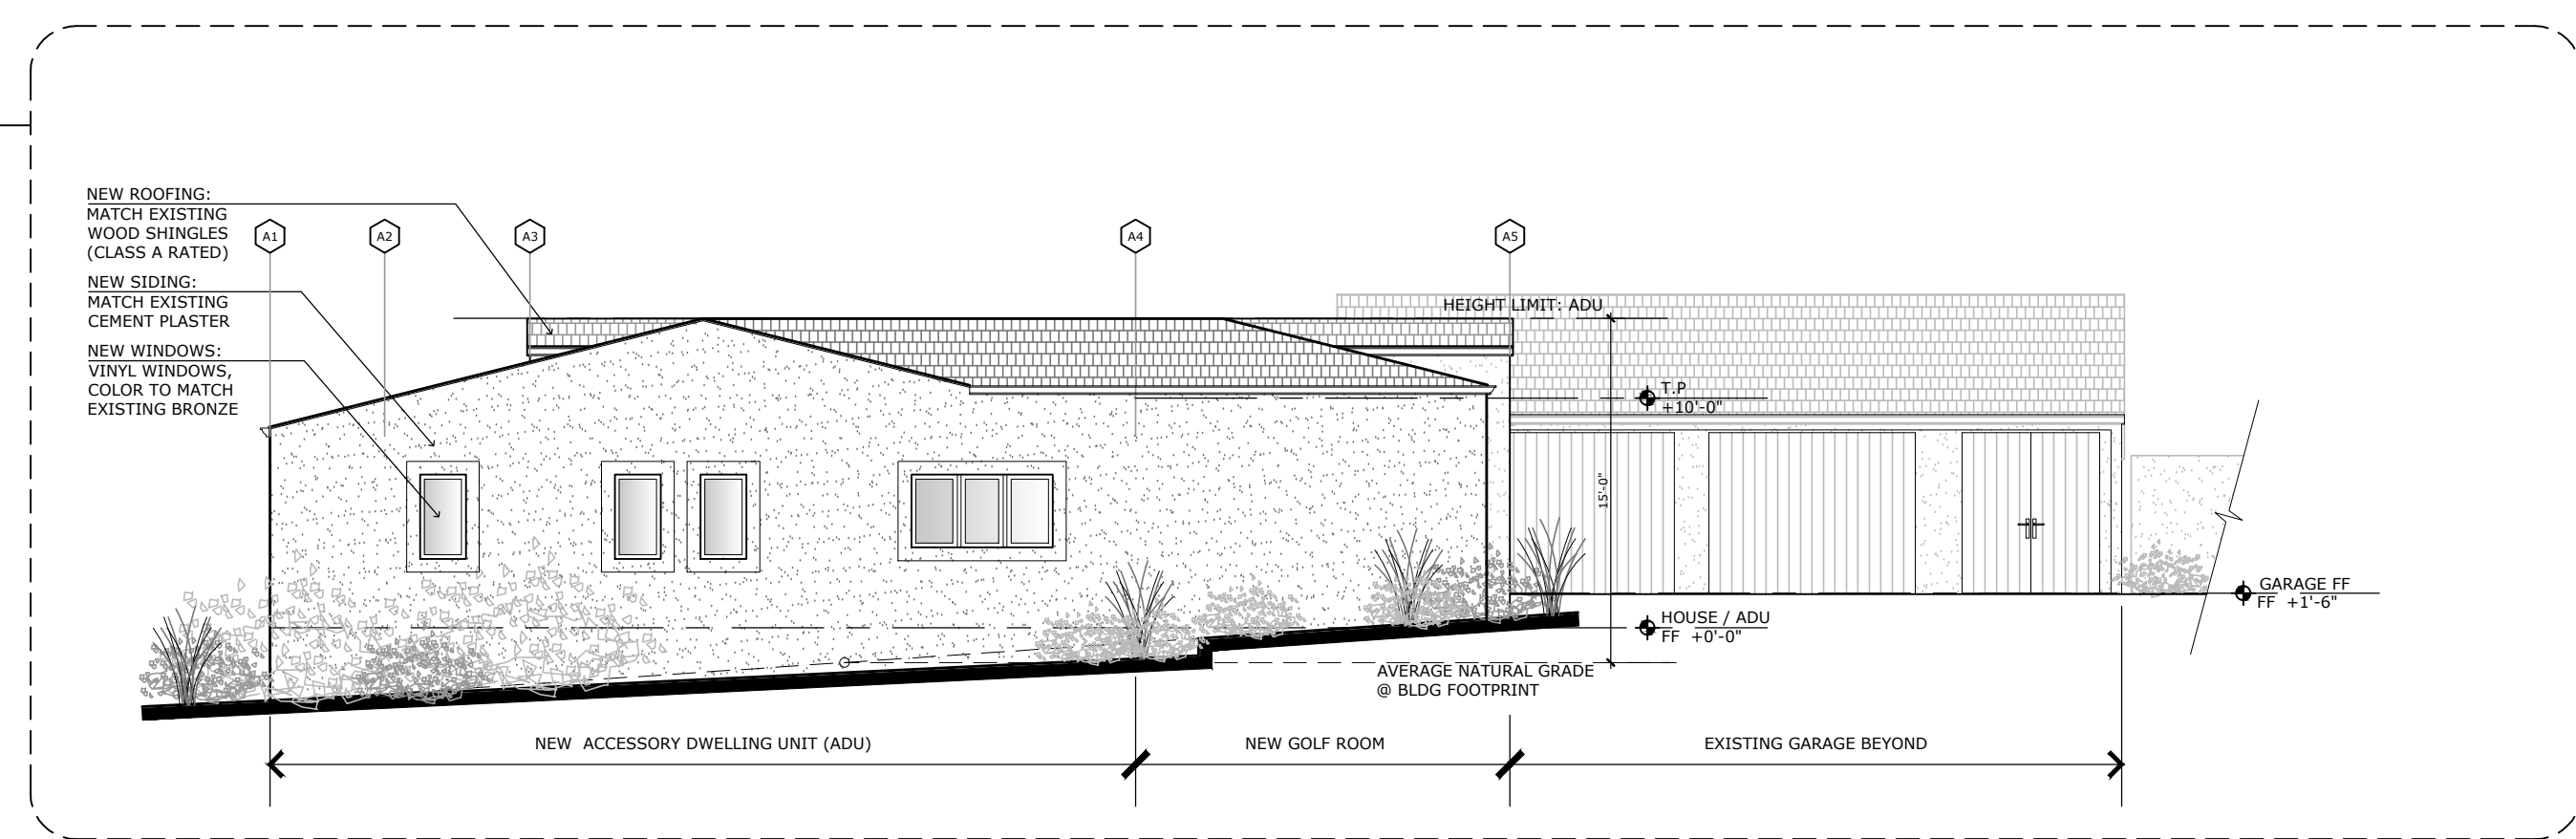 NEW ROOFING:
MATCH EXISTING
WOOD SHINGLES
(CLASS A RATED)
NEW SIDING:
MATCH EXISTING
CEMENT PLASTER
NEW WINDOWS:
VINYL WINDOWS,
COLOR TO MATCH
EXISTING BRONZE
A1
A2
A3
A4
A5
HEIGHT LIMIT: ADU
T.P
+10'-0"
15'-0"
GARAGE FF
FF +1'-6"
HOUSE / ADU
FF +0'-0"
AVERAGE NATURAL GRADE
@ BLDG FOOTPRINT
NEW ACCESSORY DWELLING UNIT (ADU)
NEW GOLF ROOM
EXISTING GARAGE BEYOND